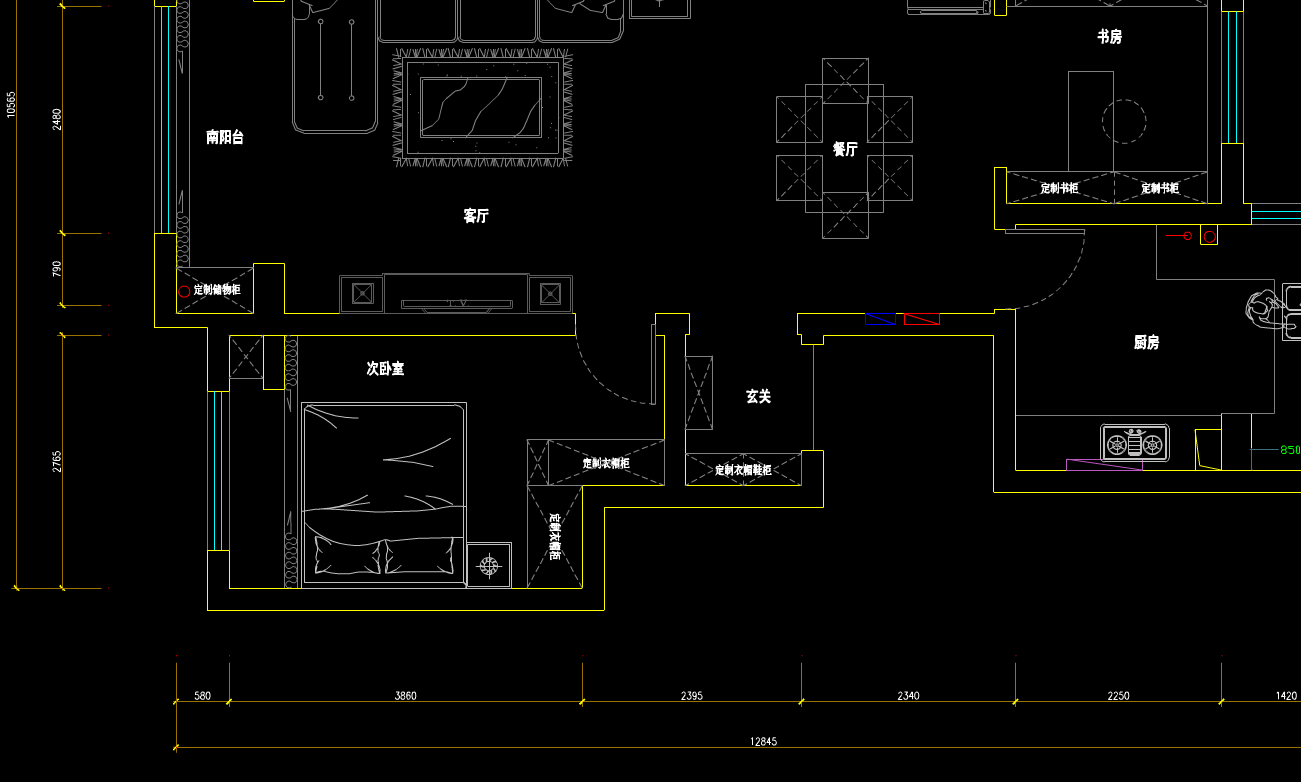 书房
10565
2480
南阳台
餐厅
定制书柜
定制书柜
客厅
790
定制储物柜
T.V
厨房
次卧室
玄关
850
2765
定制衣帽柜
定制衣帽鞋柜
定制衣帽柜
580
3860
2395
2340
2250
1420
12845